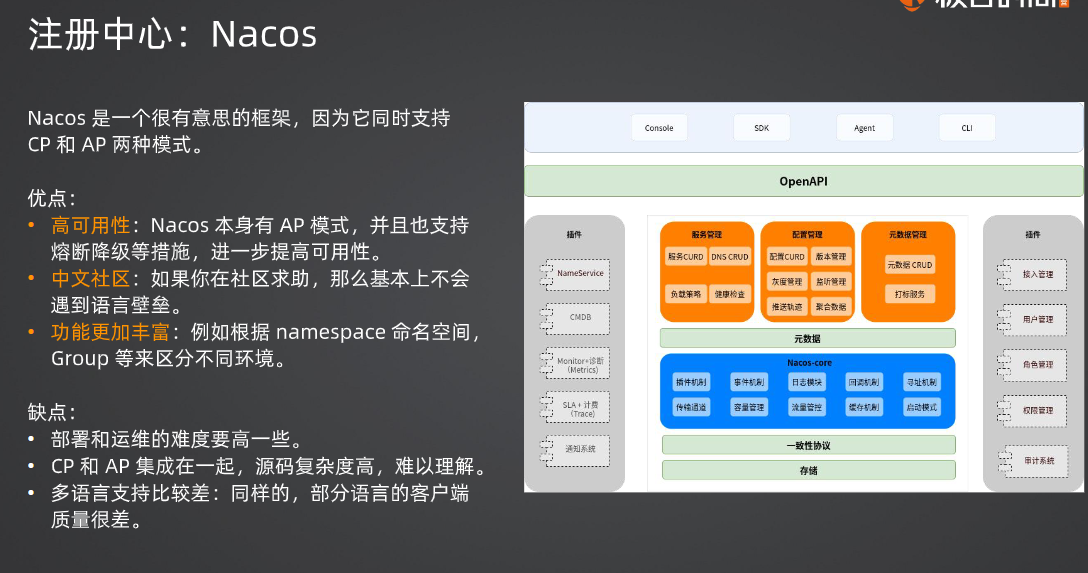 注册中心：Nacos
Nacos 是一个很有意思的框架，因为它同时支持
CP 和 AP 两种模式。
优点：
• 高可用性：Nacos 本身有 AP 模式，并且也支持
熔断降级等措施，进一步提高可用性。
• 中文社区：如果你在社区求助，那么基本上不会
遇到语言壁垒。
• 功能更加丰富：例如根据 namespace 命名空间，
Group 等来区分不同环境。
缺点：
• 部署和运维的难度要高一些。
• CP 和 AP 集成在一起，源码复杂度高，难以理解。
• 多语言支持比较差：同样的，部分语言的客户端
质量很差。
Console SDK Agent CLI
OpenAPI
插件
NameService
CMDB
Monitor+诊断
（Metrics）
SLA + 计费
（Trace）
通知系统
服务管理
服务CURD DNS CRUD
负载策略 健康检查
配置管理
配置CURD 版本管理
灰度管理 监听管理
推送轨迹 聚合数据
元数据管理
元数据 CRUD
打标服务
元数据
Nacos-core
插件机制 事件机制 日志模块 回调机制 寻址机制
传输通道 容量管理 流量管控 缓存机制 启动模式
一致性协议
存储
插件
接入管理
用户管理
角色管理
权限管理
审计系统